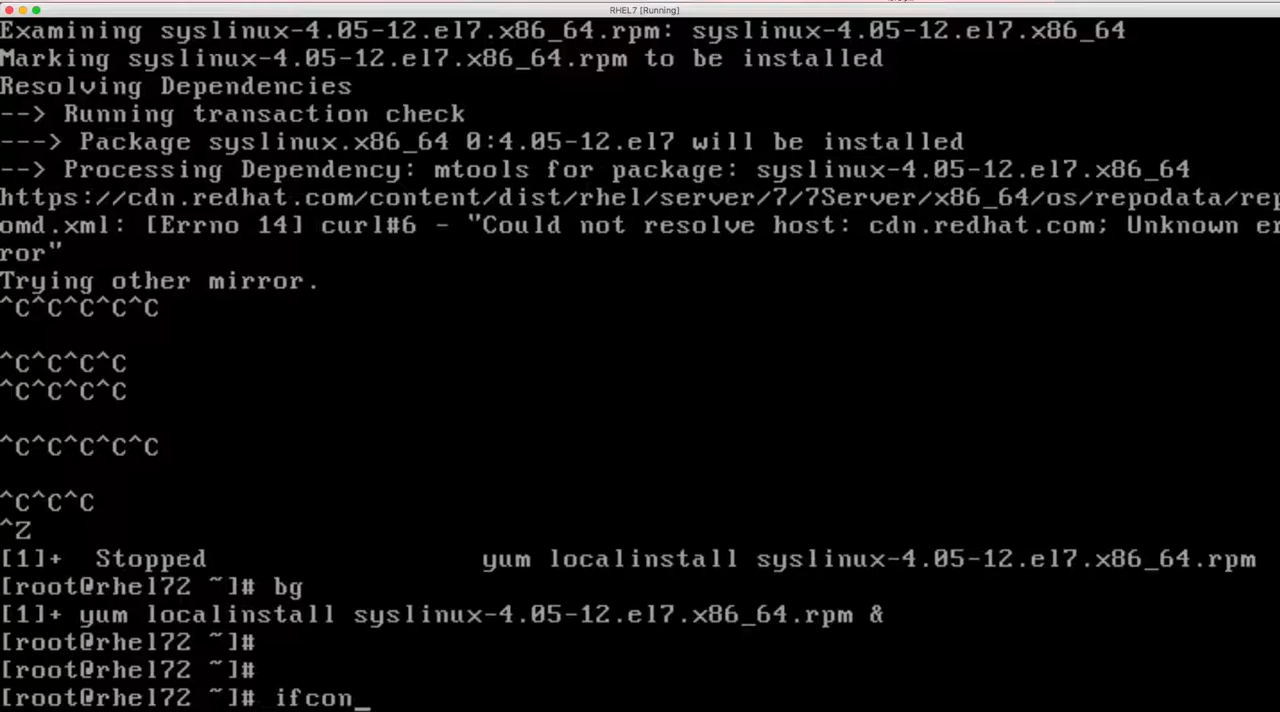 RHEL7 [Running]
Examining syslinux-4.05-12.el7.x86_64.rpm: syslinux-4.05-12.el7.x86_64
Marking syslinux-4.05-12.el7.x86_64.rpm to be installed
Resolving Dependencies
--> Running transaction check
---> Package syslinux.x86_64 0:4.05-12.el7 will be installed
--> Processing Dependency: mtools for package: syslinux-4.05-12.el7.x86_64
https://cdn.redhat.com/content/dist/rhel/server/7/7Server/x86_64/os/repodata/rep
omd.xml: [Errno 14] curl#6 - "Could not resolve host: cdn.redhat.com; Unknown er
ror"
Trying other mirror.
^C^C^C^C^C
^C^C^C^C
^C^C^C^C
^C^C^C^C^C
^C^C^C
^Z
[1]+  Stopped                 yum localinstall syslinux-4.05-12.el7.x86_64.rpm
[root@rhel72 ~]# bg
[1]+ yum localinstall syslinux-4.05-12.el7.x86_64.rpm &
[root@rhel72 ~]#
[root@rhel72 ~]#
[root@rhel72 ~]# ifcon_